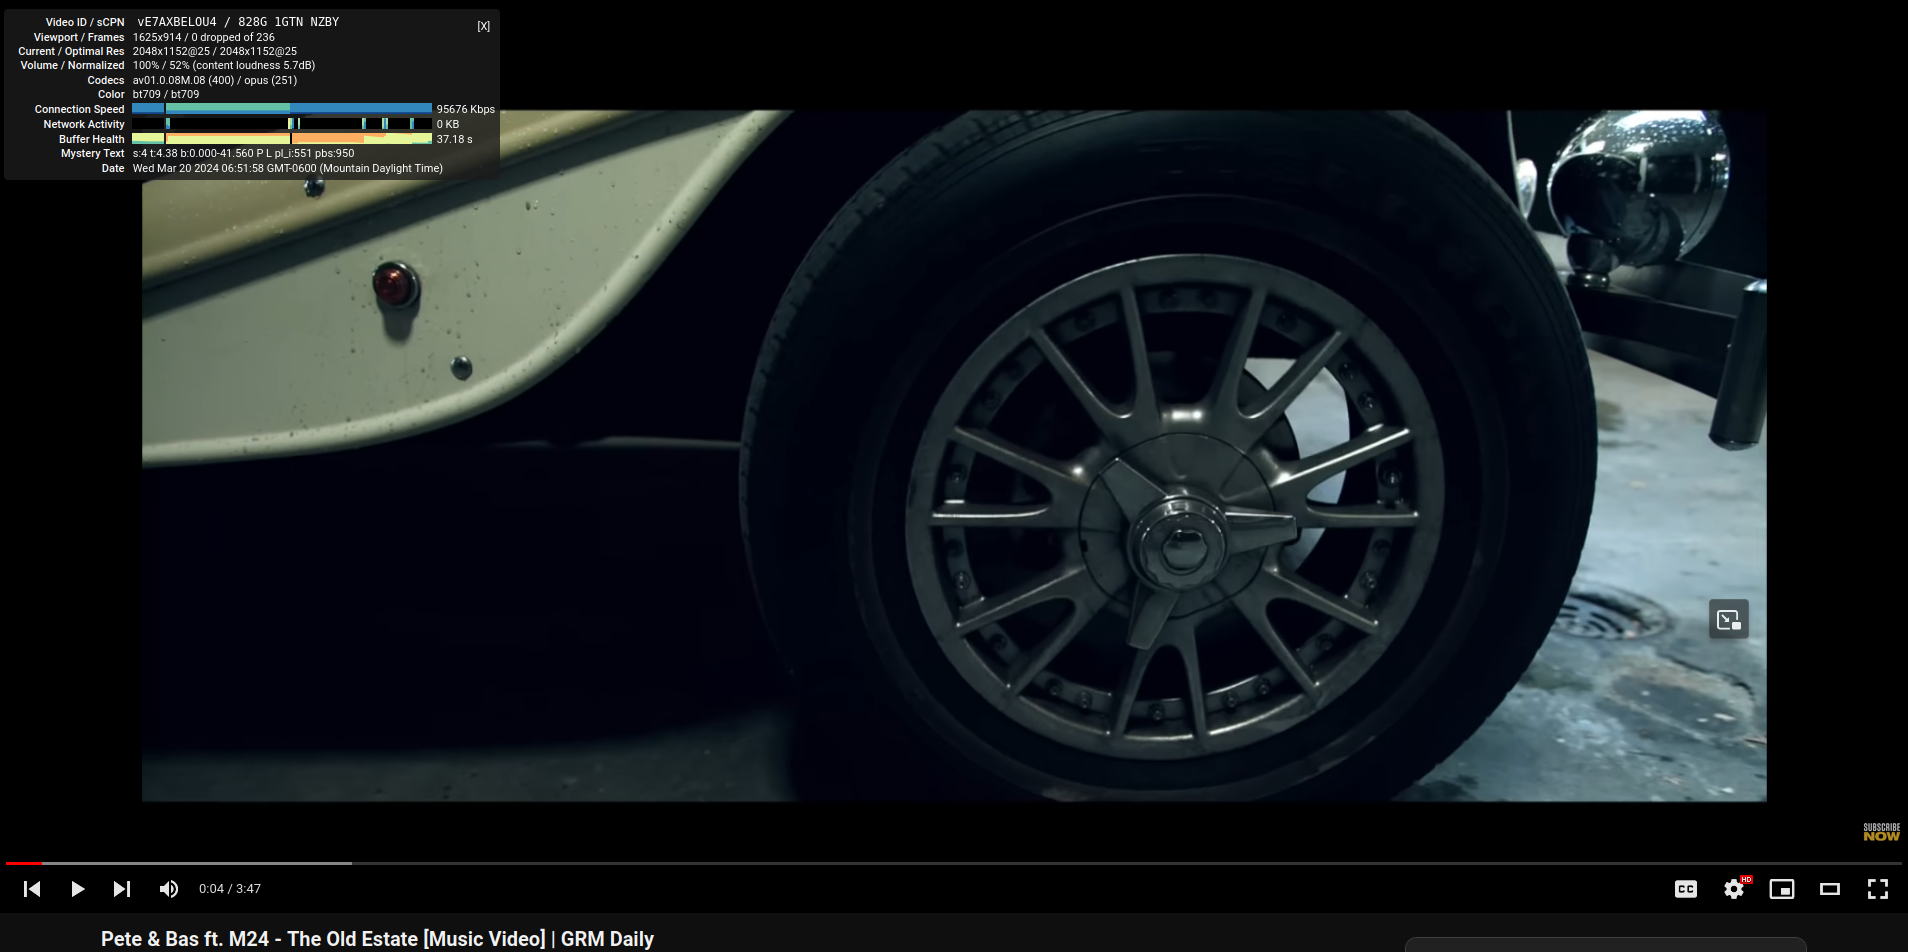 Video ID / sCPN vE7AXBELOU4 / 828G 1GTN NZBY
[X]
Viewport / Frames 1625x914 / 0 dropped of 236
Current / Optimal Res 2048x1152@25 / 2048x1152@25
Volume / Normalized 100% / 52% (content loudness 5.7dB)
Codecs av01.0.08M.08 (400) / opus (251)
Color bt709 / bt709
Connection Speed 95676 Kbps
Network Activity 0 KB
Buffer Health 37.18 s
Mystery Text s:4 t:4.38 b:0.000-41.560 P L pl_i:551 pbs:950
Date Wed Mar 20 2024 06:51:58 GMT-0600 (Mountain Daylight Time)
SUBSCRIBE
NOW
0:04 / 3:47
CC
HD
Pete & Bas ft. M24 - The Old Estate [Music Video] | GRM Daily